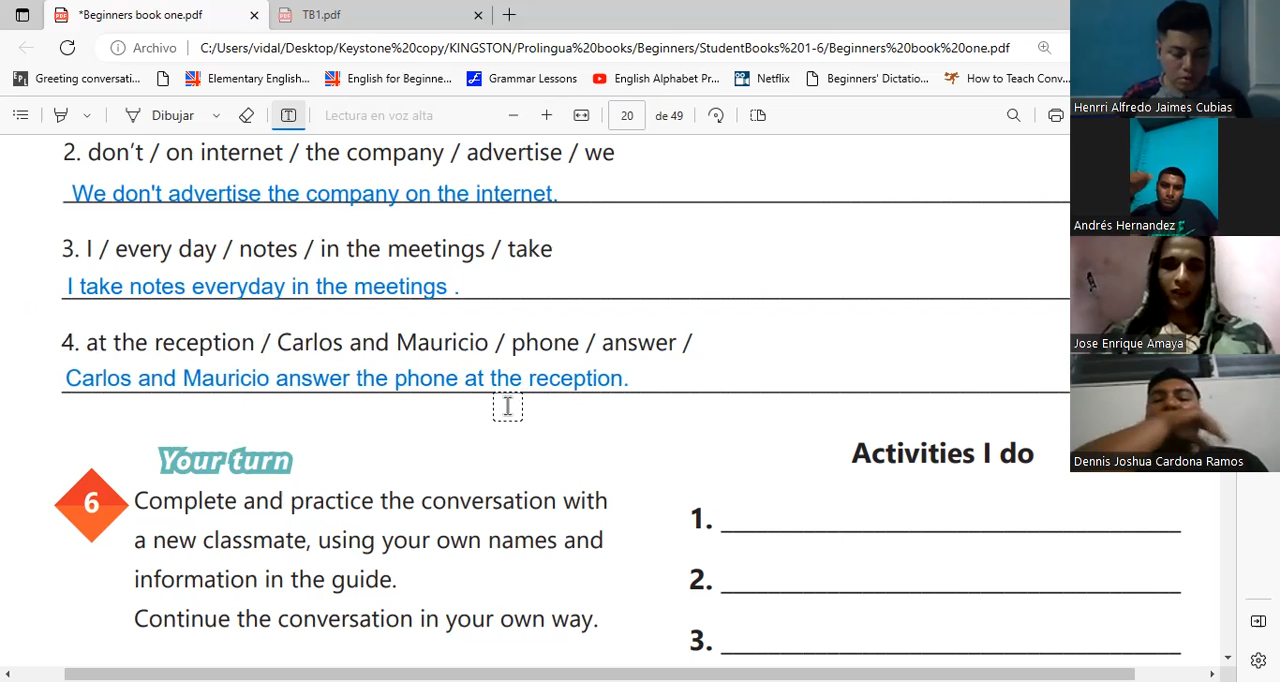 *Beginners book one.pdf
TB1.pdf
Archivo
C:/Users/vidal/Desktop/Keystone%20copy/KINGSTON/Prolingua%20books/Beginners/StudentBooks%201-6/Beginners%20book%20one.pdf
Greeting conversati...
Elementary English...
English for Beginne...
Grammar Lessons
English Alphabet Pr...
Netflix
Beginners' Dictatio...
How to Teach Conv...
Dibujar
Lectura en voz alta
20
de 49
2. don't / on internet / the company / advertise / we
We don't advertise the company on the internet.
3. I / every day / notes / in the meetings / take
I take notes everyday in the meetings .
4. at the reception / Carlos and Mauricio / phone / answer /
Carlos and Mauricio answer the phone at the reception.
Your turn
6
Complete and practice the conversation with
a new classmate, using your own names and
information in the guide.
Continue the conversation in your own way.
Activities I do
1.
2.
3.
Henrri Alfredo Jaimes Cubias
Andrés Hernandez
Jose Enrique Amaya
Dennis Joshua Cardona Ramos